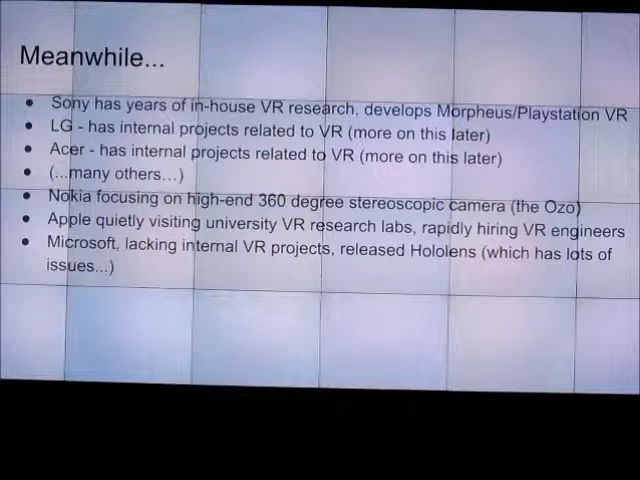 Meanwhile...
● Sony has years of in-house VR research, develops Morpheus/Playstation VR
● LG - has internal projects related to VR (more on this later)
● Acer - has internal projects related to VR (more on this later)
● (...many others...)
● Nokia focusing on high-end 360 degree stereoscopic camera (the Ozo)
● Apple quietly visiting university VR research labs, rapidly hiring VR engineers
● Microsoft, lacking internal VR projects, released Hololens (which has lots of
issues...)